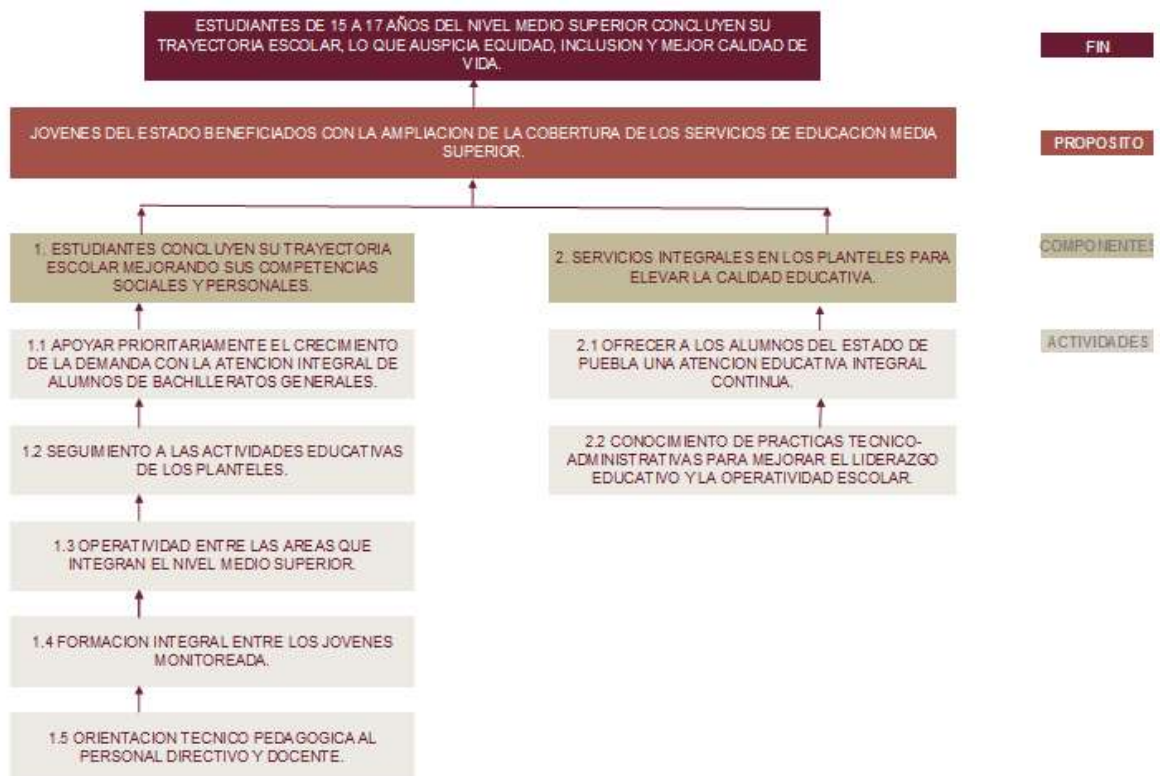 ESTUDIANTES DE 15 A 17 AÑOS DEL NIVEL MEDIO SUPERIOR CONCLUYEN SU
TRAYECTORIA ESCOLAR, LO QUE AUSPICIA EQUIDAD, INCLUSION Y MEJOR CALIDAD DE
VIDA.
FIN
JOVENES DEL ESTADO BENEFICIADOS CON LA AMPLIACION DE LA COBERTURA DE LOS SERVICIOS DE EDUCACION MEDIA
SUPERIOR.
PROPOSITO
1. ESTUDIANTES CONCLUYEN SU TRAYECTORIA
ESCOLAR MEJORANDO SUS COMPETENCIAS
SOCIALES Y PERSONALES.
2. SERVICIOS INTEGRALES EN LOS PLANTELES PARA
ELEVAR LA CALIDAD EDUCATIVA.
COMPONENTES
1.1 APOYAR PRIORITARIAMENTE EL CRECIMIENTO
DE LA DEMANDA CON LA ATENCION INTEGRAL DE
ALUMNOS DE BACHILLERATOS GENERALES.
2.1 OFRECER A LOS ALUMNOS DEL ESTADO DE
PUEBLA UNA ATENCION EDUCATIVA INTEGRAL
CONTINUA.
ACTIVIDADES
1.2 SEGUIMIENTO A LAS ACTIVIDADES EDUCATIVAS
DE LOS PLANTELES.
2.2 CONOCIMIENTO DE PRACTICAS TECNICO-
ADMINISTRATIVAS PARA MEJORAR EL LIDERAZGO
EDUCATIVO Y LA OPERATIVIDAD ESCOLAR.
1.3 OPERATIVIDAD ENTRE LAS AREAS QUE
INTEGRAN EL NIVEL MEDIO SUPERIOR.
1.4 FORMACION INTEGRAL ENTRE LOS JOVENES
MONITOREADA.
1.5 ORIENTACION TECNICO PEDAGOGICA AL
PERSONAL DIRECTIVO Y DOCENTE.